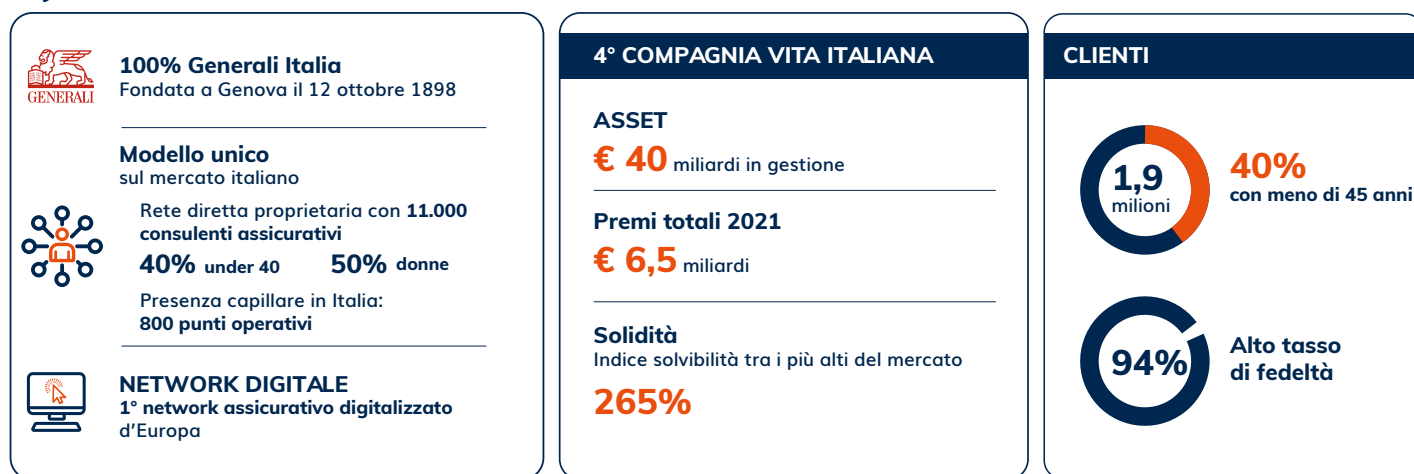 GENERALI
100% Generali Italia
Fondata a Genova il 12 ottobre 1898
Modello unico
sul mercato italiano
Rete diretta proprietaria con 11.000
consulenti assicurativi
40% under 40 50% donne
Presenza capillare in Italia:
800 punti operativi
NETWORK DIGITALE
1° network assicurativo digitalizzato
d'Europa
4° COMPAGNIA VITA ITALIANA
ASSET
€ 40 miliardi in gestione
Premi totali 2021
€ 6,5 miliardi
Solidità
Indice solvibilità tra i più alti del mercato
265%
CLIENTI
1,9
milioni
40%
con meno di 45 anni
94%
Alto tasso
di fedeltà